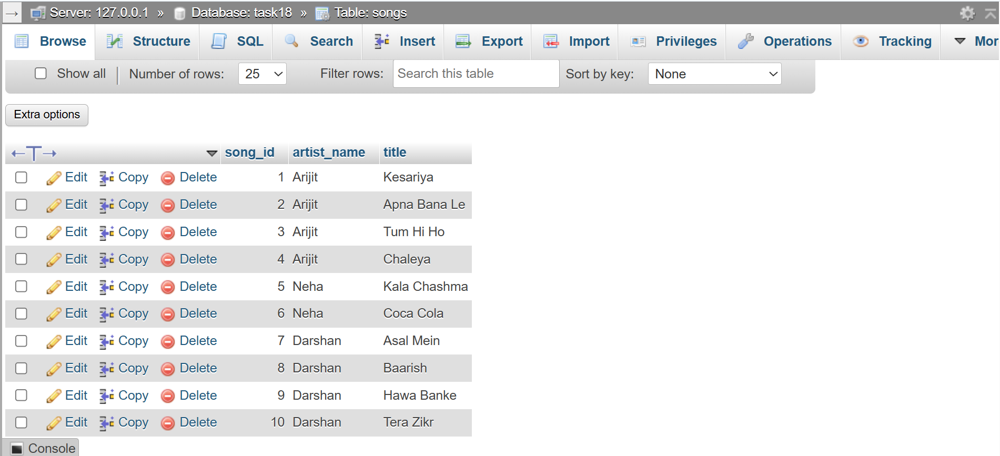 → Server: 127.0.0.1 » Database: task18 » Table: songs
Browse Structure SQL Search Insert Export Import Privileges Operations Tracking Mor
Show all Number of rows: 25 Filter rows: Search this table Sort by key: None
Extra options
←T→ song_id artist_name title
Edit Copy Delete 1 Arijit Kesariya
Edit Copy Delete 2 Arijit Apna Bana Le
Edit Copy Delete 3 Arijit Tum Hi Ho
Edit Copy Delete 4 Arijit Chaleya
Edit Copy Delete 5 Neha Kala Chashma
Edit Copy Delete 6 Neha Coca Cola
Edit Copy Delete 7 Darshan Asal Mein
Edit Copy Delete 8 Darshan Baarish
Edit Copy Delete 9 Darshan Hawa Banke
Edit Copy Delete 10 Darshan Tera Zikr
Console